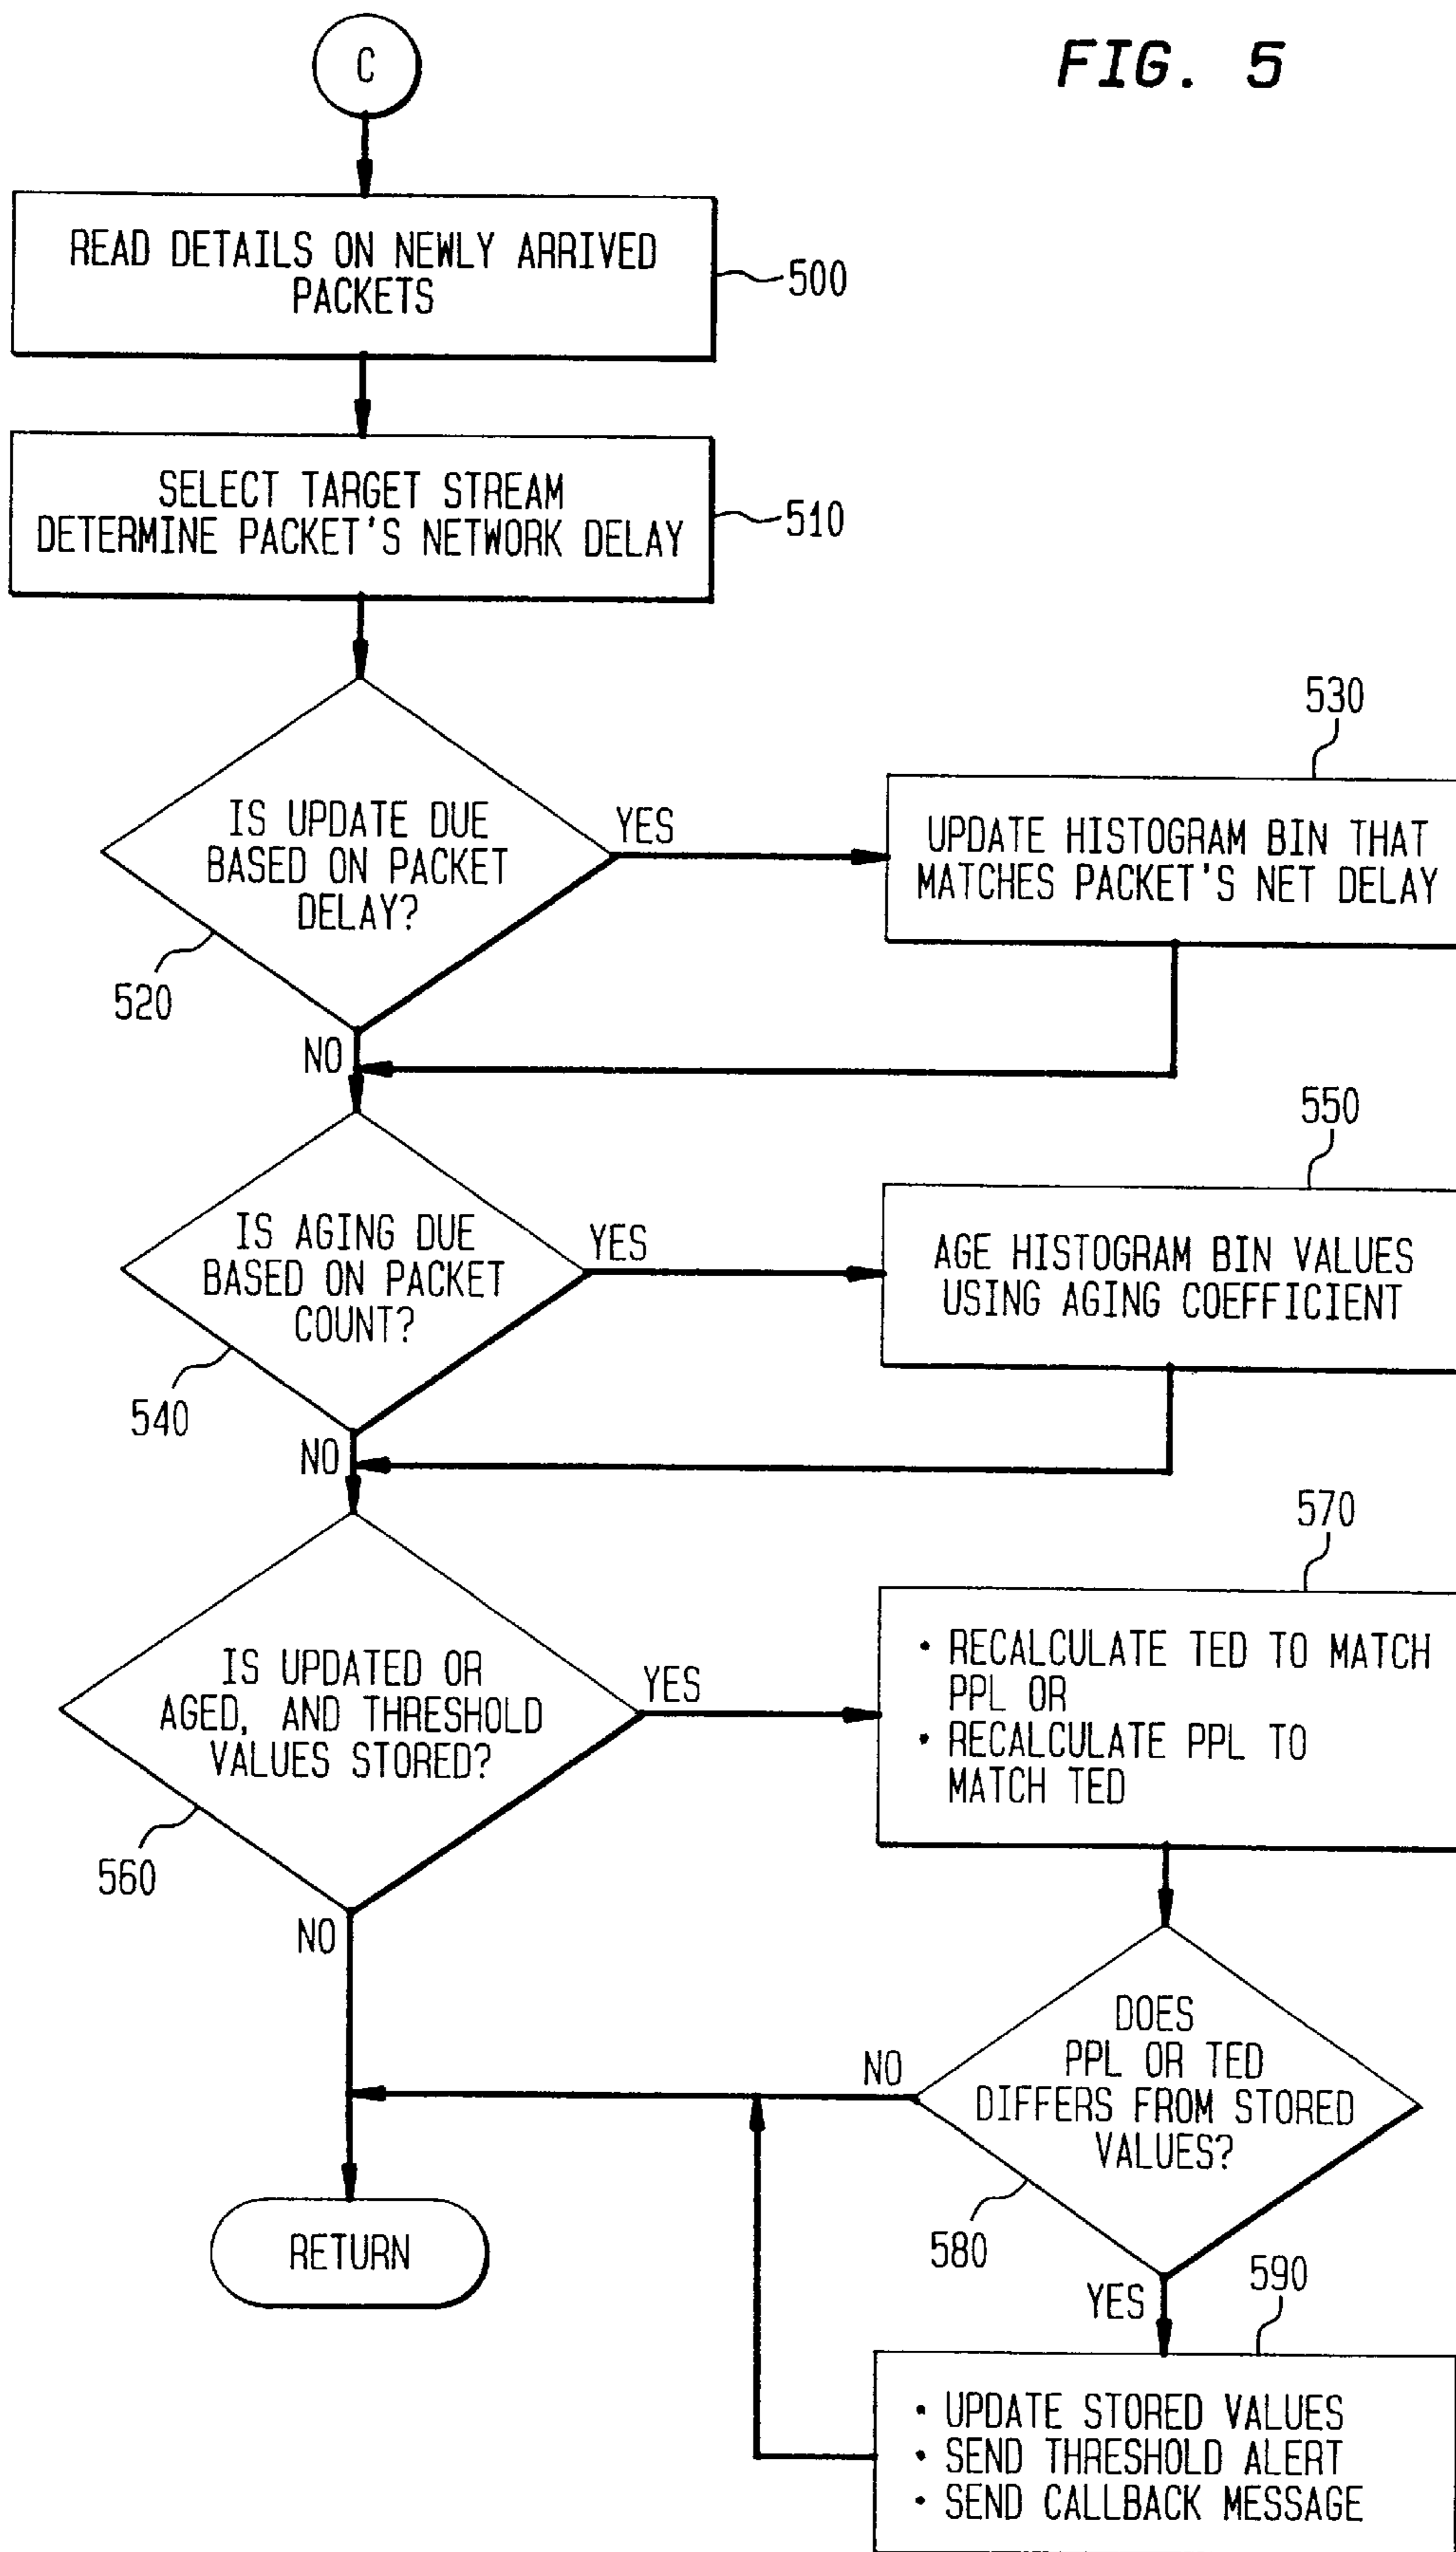 FIG. 5
C
READ DETAILS ON NEWLY ARRIVED
PACKETS
500
SELECT TARGET STREAM
DETERMINE PACKET'S NETWORK DELAY
510
IS UPDATE DUE
BASED ON PACKET
DELAY?
520
YES
NO
530
UPDATE HISTOGRAM BIN THAT
MATCHES PACKET'S NET DELAY
IS AGING DUE
BASED ON PACKET
COUNT?
540
YES
NO
550
AGE HISTOGRAM BIN VALUES
USING AGING COEFFICIENT
IS UPDATED OR
AGED, AND THRESHOLD
VALUES STORED?
560
YES
NO
570
• RECALCULATE TED TO MATCH
PPL OR
• RECALCULATE PPL TO
MATCH TED
DOES
PPL OR TED
DIFFERS FROM STORED
VALUES?
580
NO
YES
RETURN
590
• UPDATE STORED VALUES
• SEND THRESHOLD ALERT
• SEND CALLBACK MESSAGE